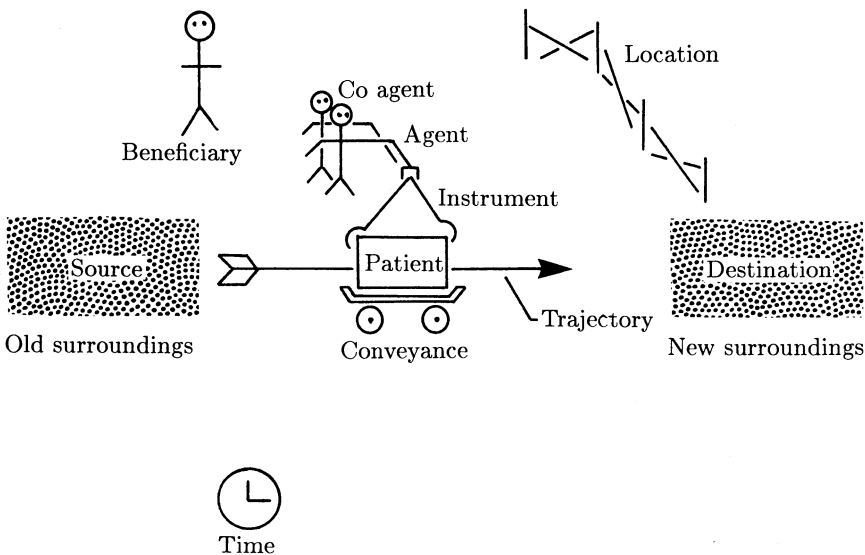 Location
Co agent
Agent
Beneficiary
Instrument
Source
Patient
Destination
Trajectory
Old surroundings
Conveyance
New surroundings
Time